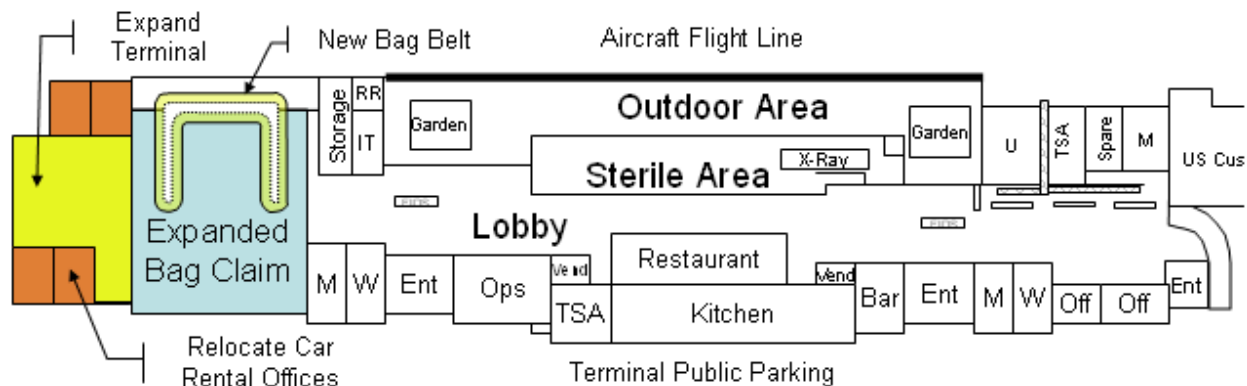 Expand
Terminal
New Bag Belt
Aircraft Flight Line
Storage
RR
IT
Garden
Outdoor Area
Garden
U
TSA
Spare
M
US Cus
X-Ray
Sterile Area
Lobby
Expanded
Bag Claim
M
W
Ent
Ops
Vend
TSA
Restaurant
Kitchen
Vend
Bar
Ent
M
W
Off
Off
Ent
Relocate Car
Rental Offices
Terminal Public Parking